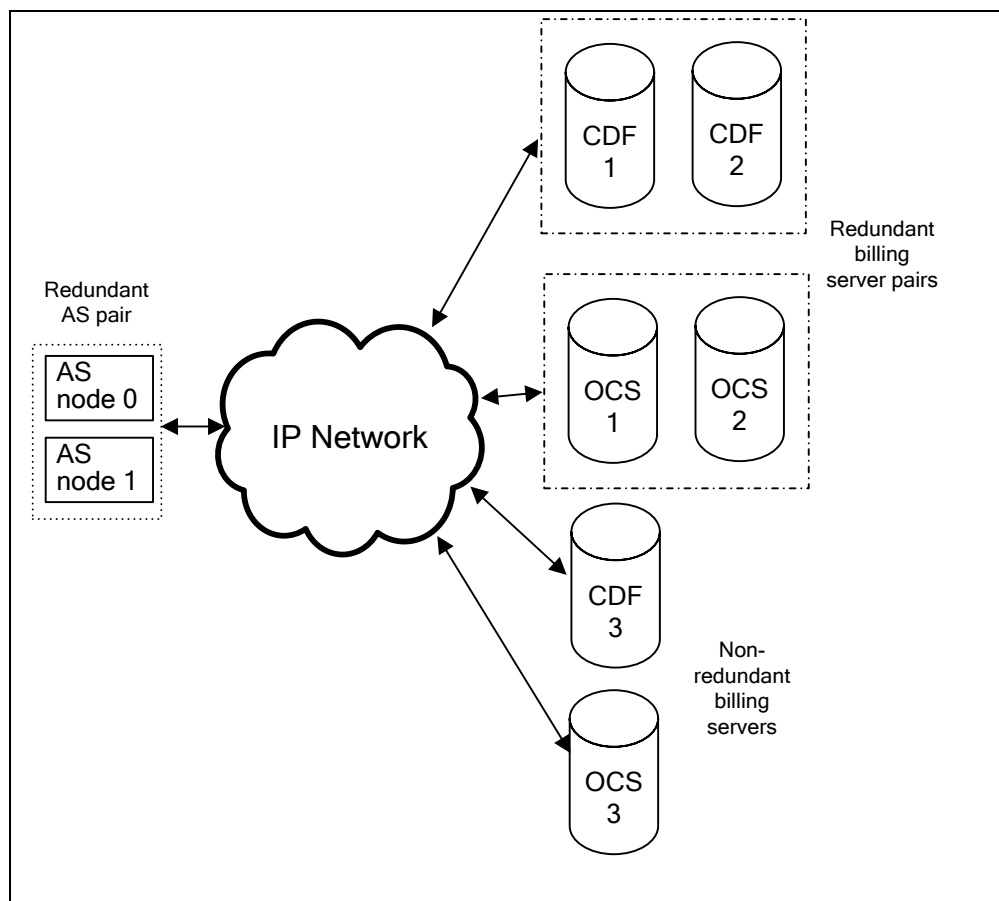 CDF
1
CDF
2
Redundant
billing
server pairs
Redundant
AS pair
AS
node 0
AS
node 1
IP Network
OCS
1
OCS
2
CDF
3
Non-
redundant
billing
servers
OCS
3